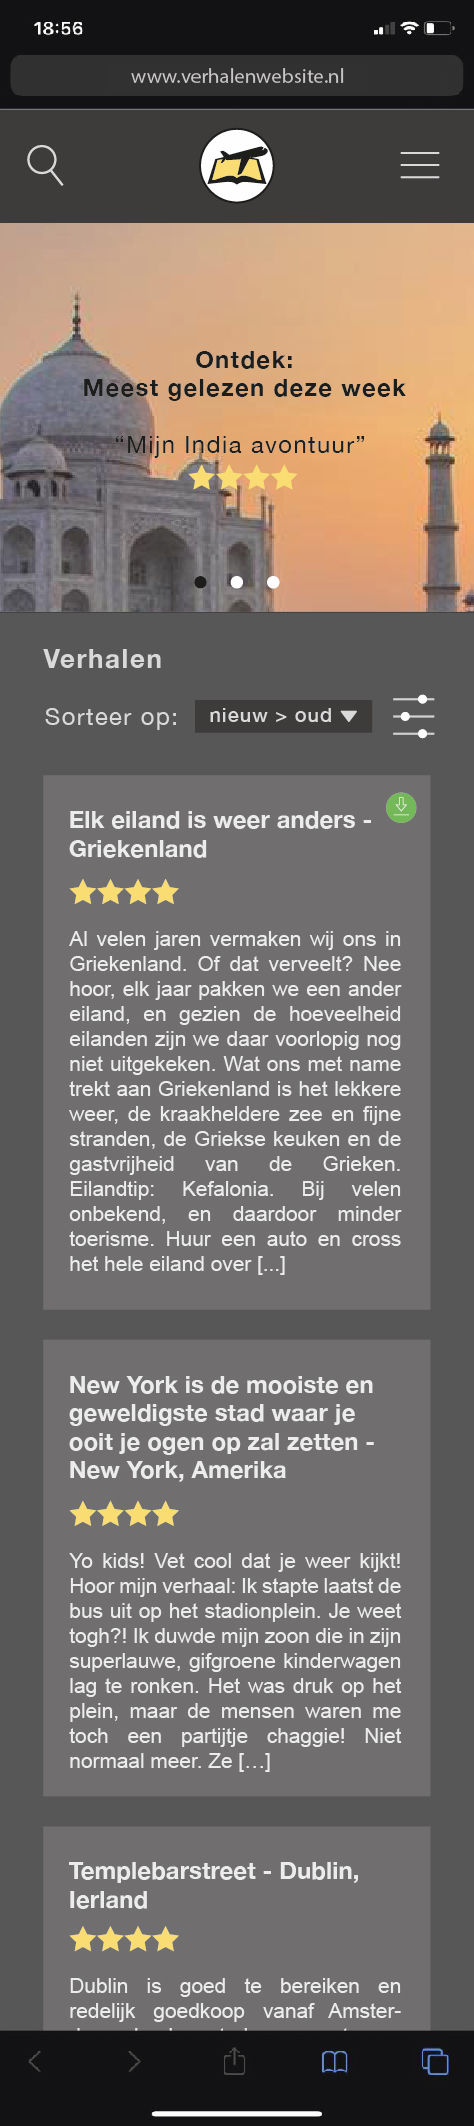 18:56
www.verhalenwebsite.nl
Ontdek:
Meest gelezen deze week
“Mijn India avontuur”
Verhalen
Sorteer op:
nieuw > oud
Elk eiland is weer anders -
Griekenland
Al velen jaren vermaken wij ons in
Griekenland. Of dat verveelt? Nee
hoor, elk jaar pakken we een ander
eiland, en gezien de hoeveelheid
eilanden zijn we daar voorlopig nog
niet uitgekeken. Wat ons met name
trekt aan Griekenland is het lekkere
weer, de kraakheldere zee en fijne
stranden, de Griekse keuken en de
gastvrijheid van de Grieken.
Eilandtip: Kefalonia. Bij velen
onbekend, en daardoor minder
toerisme. Huur een auto en cross
het hele eiland over [...]
New York is de mooiste en
geweldigste stad waar je
ooit je ogen op zal zetten -
New York, Amerika
Yo kids! Vet cool dat je weer kijkt!
Hoor mijn verhaal: Ik stapte laatst de
bus uit op het stadionplein. Je weet
togh?! Ik duwde mijn zoon die in zijn
superlauwe, gifgroene kinderwagen
lag te ronken. Het was druk op het
plein, maar de mensen waren me
toch een partijtje chaggie! Niet
normaal meer. Ze […]
Templebarstreet - Dublin,
Ierland
Dublin is goed te bereiken en
redelijk goedkoop vanaf Amster-